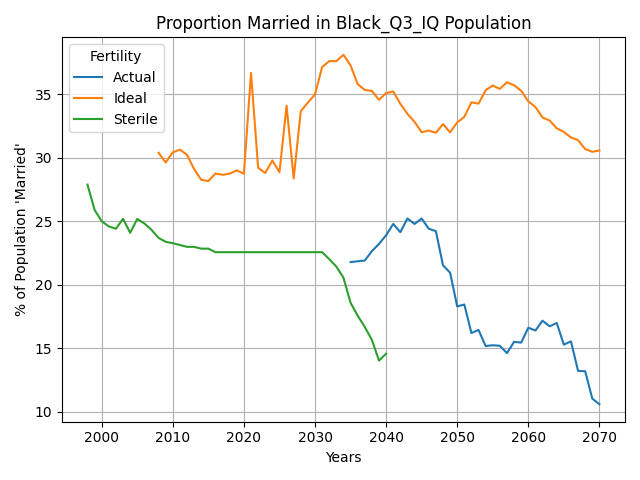 Proportion Married in Black_Q3_IQ Population
Fertility
Actual
Ideal
Sterile
% of Population 'Married'
35
30
25
20
15
10
2000 2010 2020 2030 2040 2050 2060 2070
Years